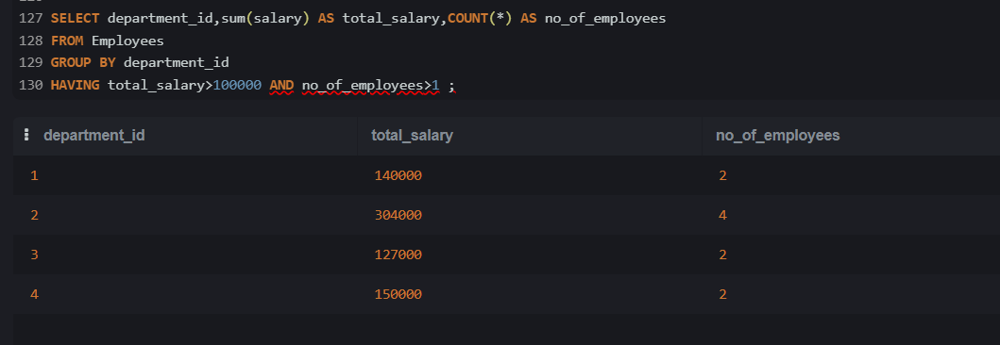 127 SELECT department_id,sum(salary) AS total_salary,COUNT(*) AS no_of_employees
128 FROM Employees
129 GROUP BY department_id
130 HAVING total_salary>100000 AND no_of_employees>1 ;
department_id total_salary no_of_employees
1 140000 2
2 304000 4
3 127000 2
4 150000 2